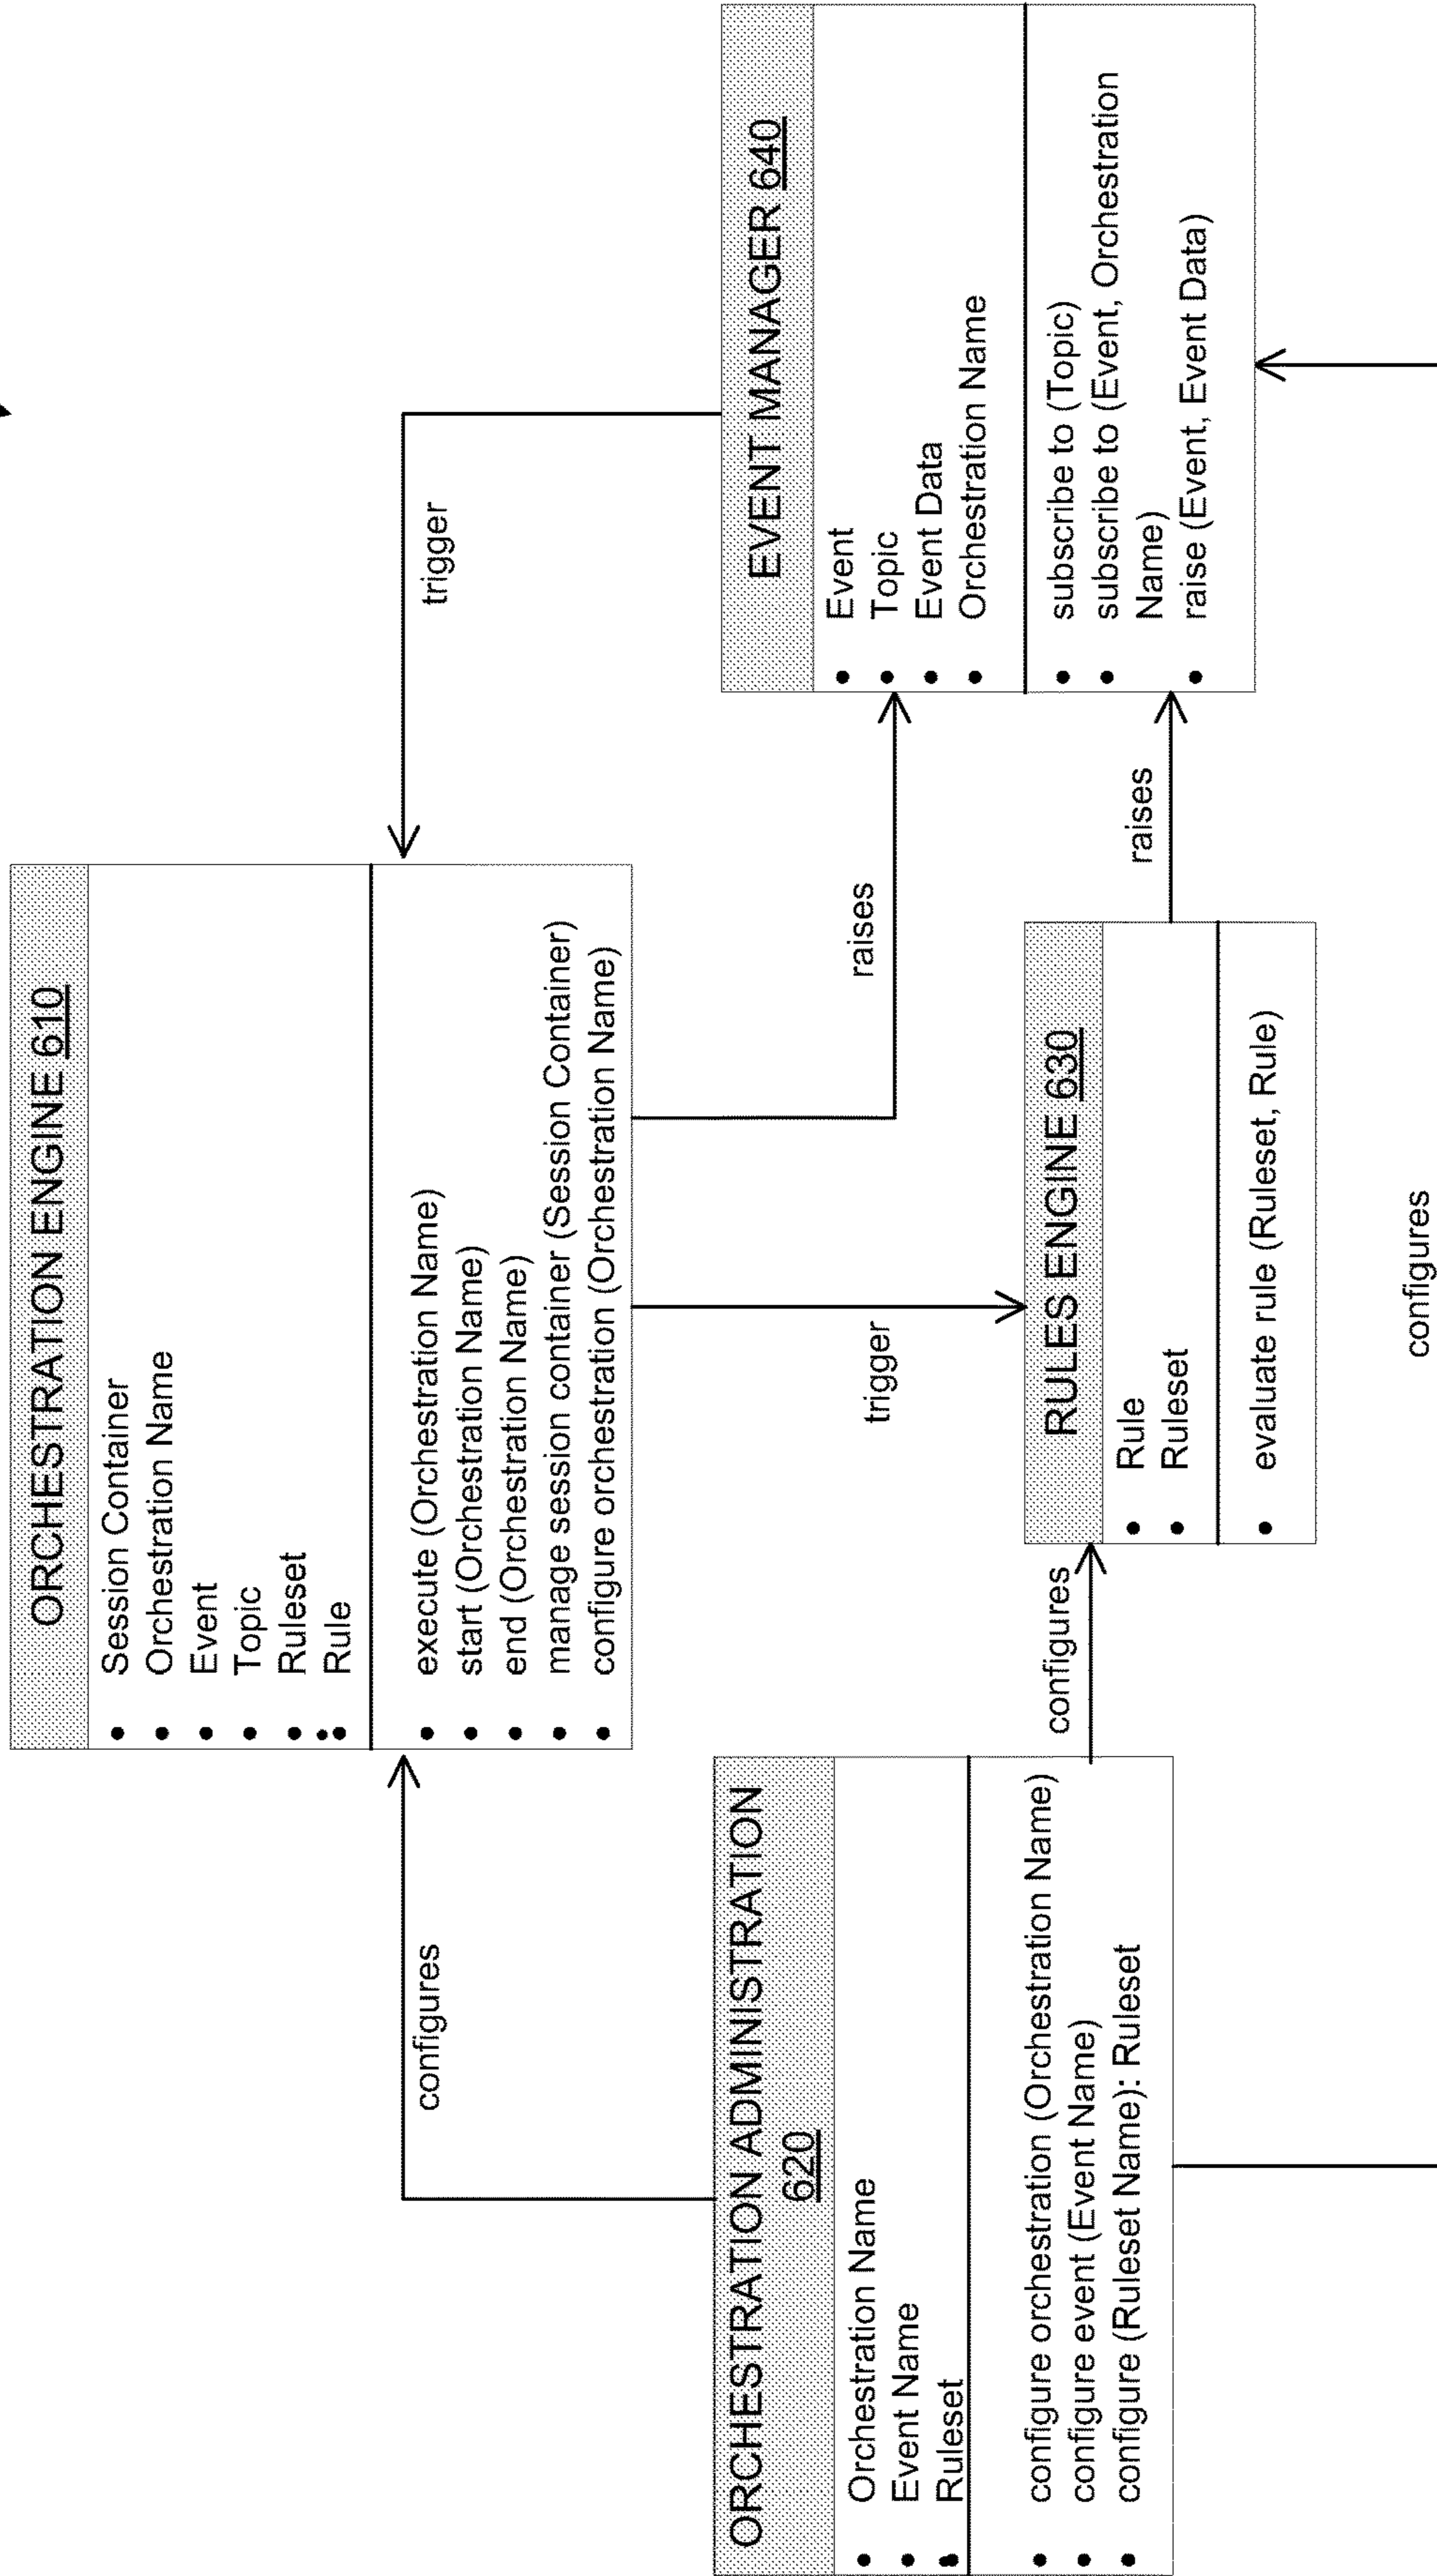 ORCHESTRATION ENGINE 610
Session Container
Orchestration Name
Event
Topic
Ruleset
Rule
execute (Orchestration Name)
start (Orchestration Name)
end (Orchestration Name)
manage session container (Session Container)
configure orchestration (Orchestration Name)
configures
trigger
ORCHESTRATION ADMINISTRATION
620
Orchestration Name
Event Name
Ruleset
configure orchestration (Orchestration Name)
configure event (Event Name)
configure (Ruleset Name): Ruleset
trigger
raises
EVENT MANAGER 640
Event
Topic
Event Data
Orchestration Name
subscribe to (Topic)
subscribe to (Event, Orchestration
Name)
raise (Event, Event Data)
configures
RULES ENGINE 630
Rule
Ruleset
evaluate rule (Ruleset, Rule)
raises
configures